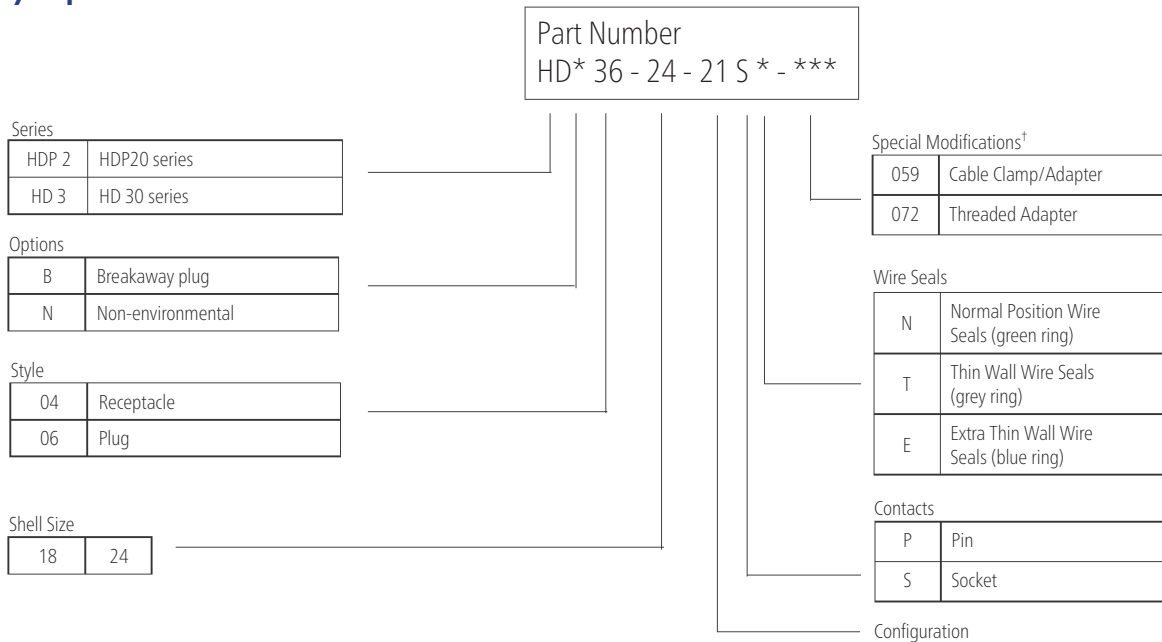 Part Number
HD* 36 - 24 - 21 S * - ***
Series
HDP 2 HDP20 series
HD 3 HD 30 series
Options
B Breakaway plug
N Non-environmental
Style
04 Receptacle
06 Plug
Shell Size
18 24
Special Modifications†
059 Cable Clamp/Adapter
072 Threaded Adapter
Wire Seals
N Normal Position Wire
Seals (green ring)
T Thin Wall Wire Seals
(grey ring)
E Extra Thin Wall Wire
Seals (blue ring)
Contacts
P Pin
S Socket
Configuration